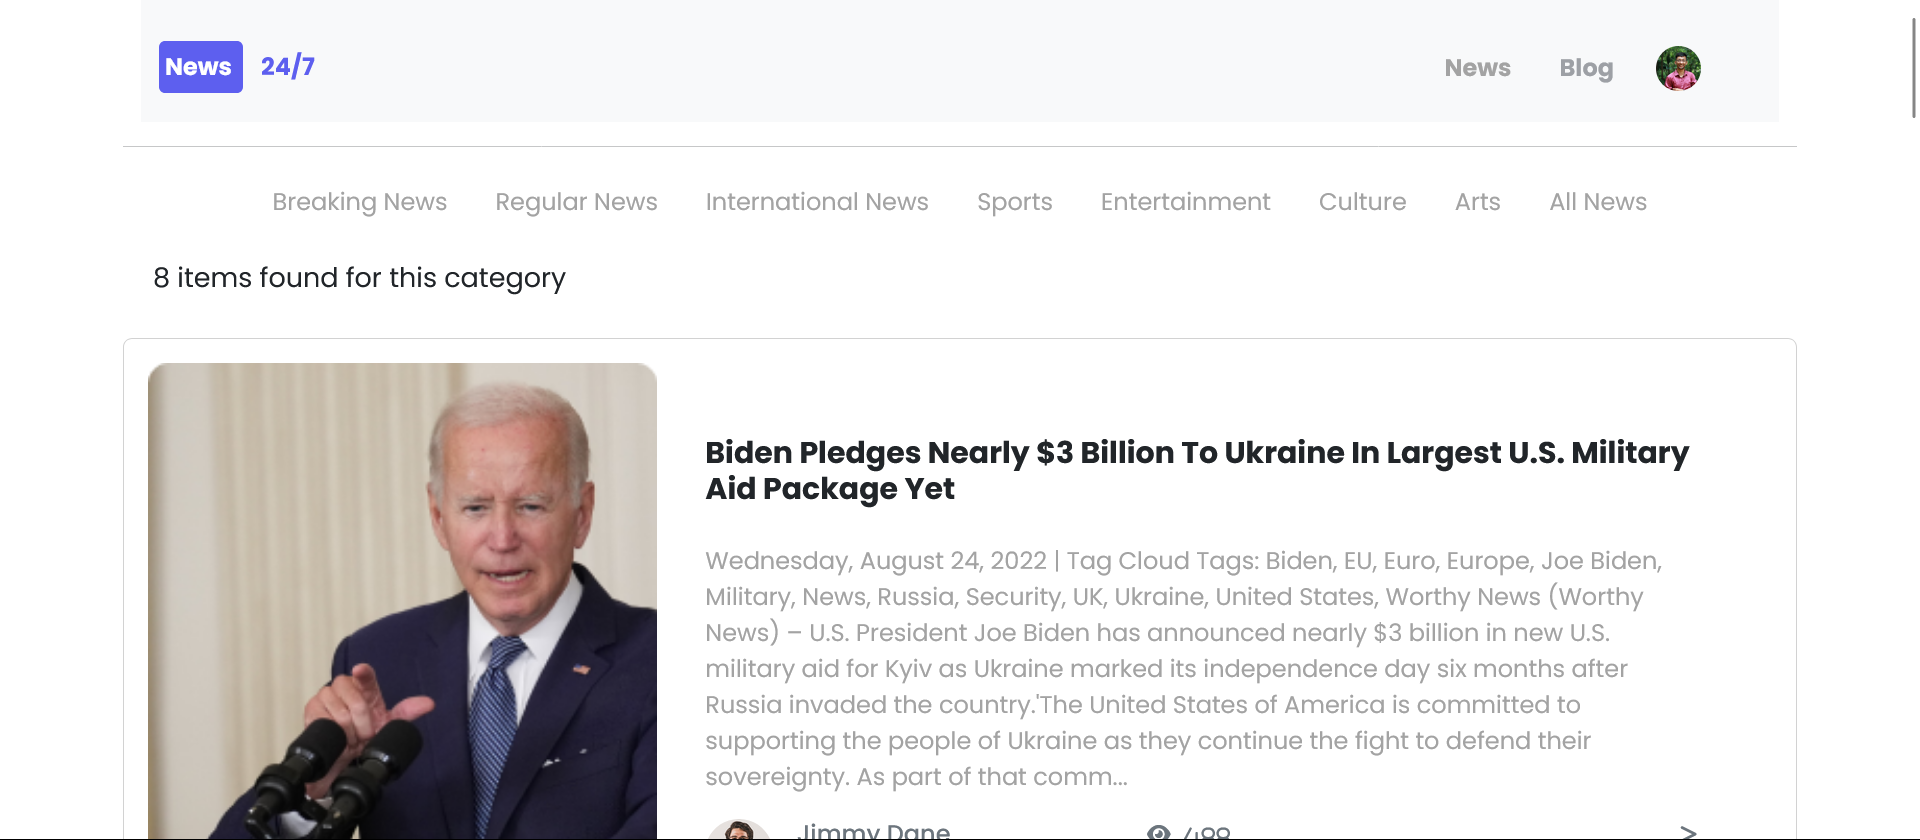 News 24/7
News Blog
Breaking News Regular News International News Sports Entertainment Culture Arts All News
8 items found for this category
Biden Pledges Nearly $3 Billion To Ukraine In Largest U.S. Military
Aid Package Yet
Wednesday, August 24, 2022 | Tag Cloud Tags: Biden, EU, Euro, Europe, Joe Biden,
Military, News, Russia, Security, UK, Ukraine, United States, Worthy News (Worthy
News) – U.S. President Joe Biden has announced nearly $3 billion in new U.S.
military aid for Kyiv as Ukraine marked its independence day six months after
Russia invaded the country.'The United States of America is committed to
supporting the people of Ukraine as they continue the fight to defend their
sovereignty. As part of that comm...
Jimmy Dane 488 >